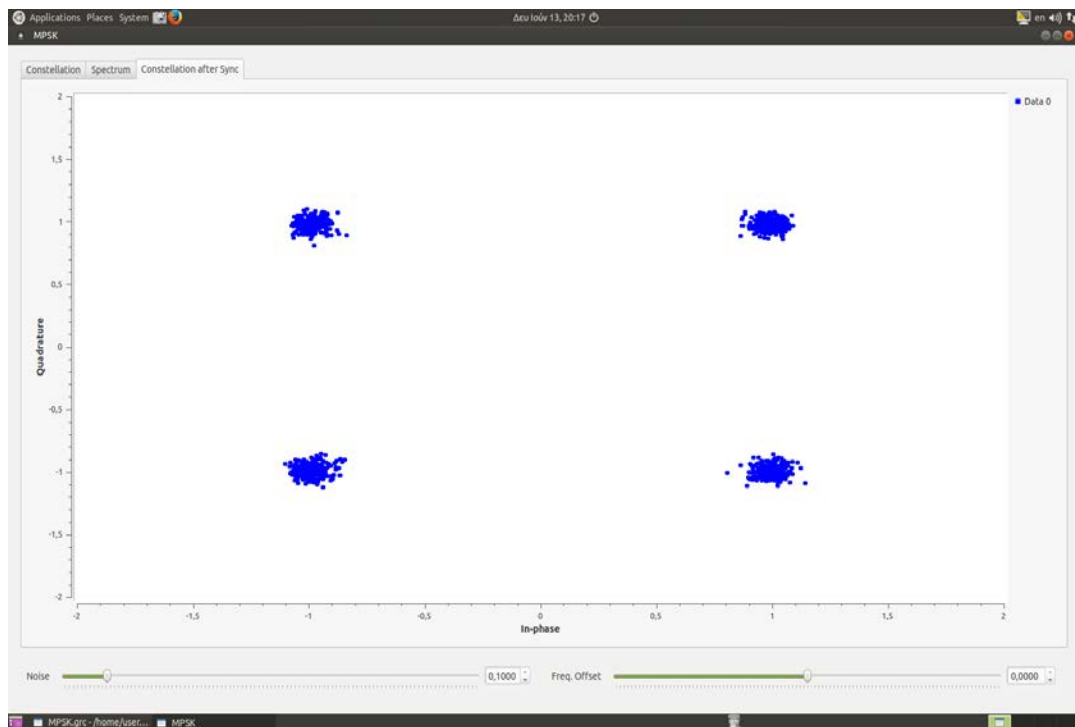 Applications Places System
Δευ Ιούν 13, 20:17
en
MPSK
Constellation Spectrum Constellation after Sync
Data 0
2
1,5
1
0,5
0
-0,5
-1
-1,5
-2
Quadrature
-2 -1,5 -1 -0,5 0 0,5 1 1,5 2
In-phase
Noise 0,1000 Freq. Offset 0,0000
MPSK.grc - /home/user... MPSK